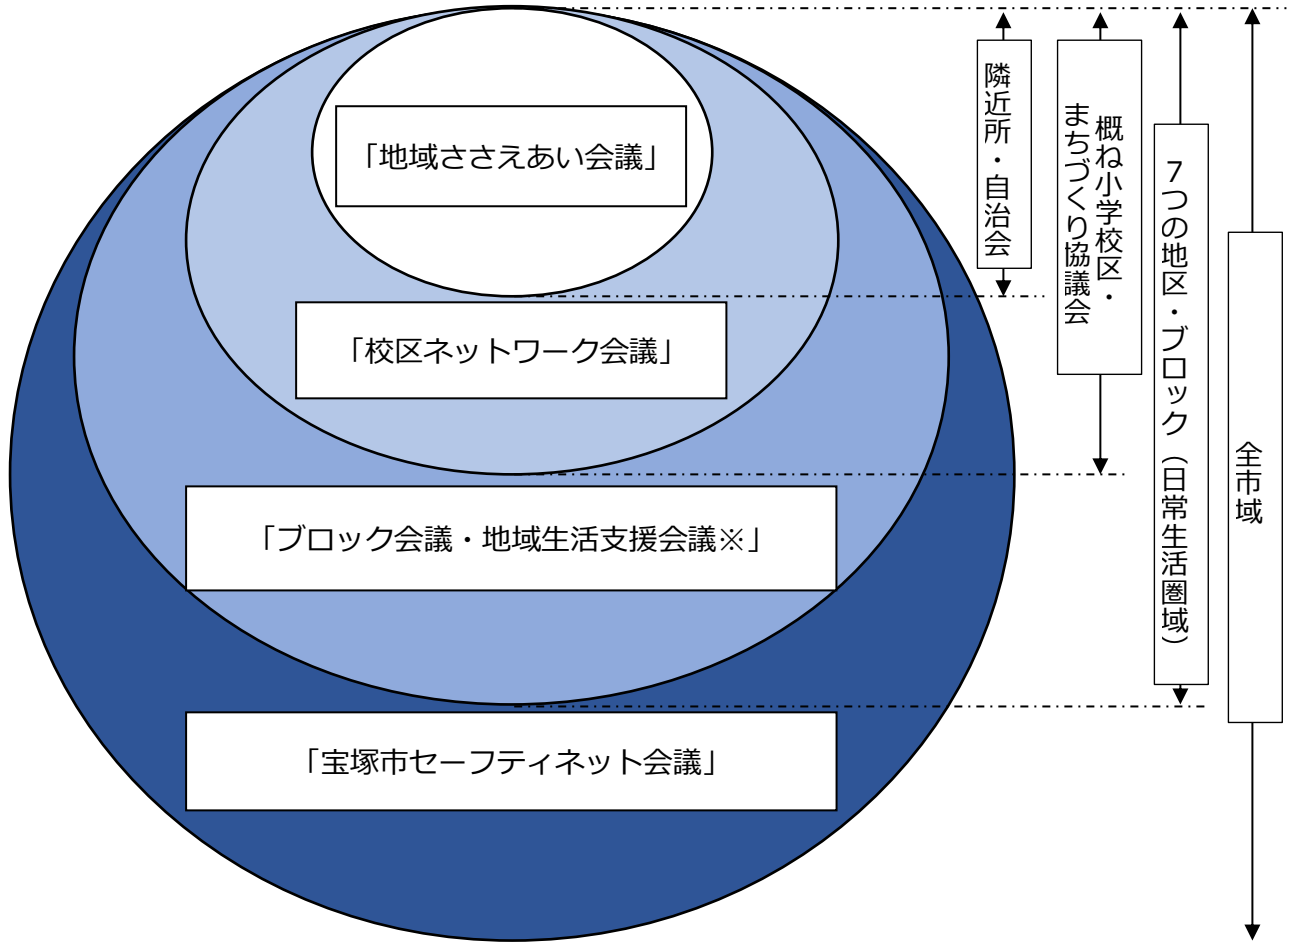 「地域ささえあい会議」
「校区ネットワーク会議」
「ブロック会議・地域生活支援会議※」
「宝塚市セーフティネット会議」
隣近所・自治会
概ね小学校区・
まちづくり協議会
7つの地区・ブロック（日常生活圏域）
全市域